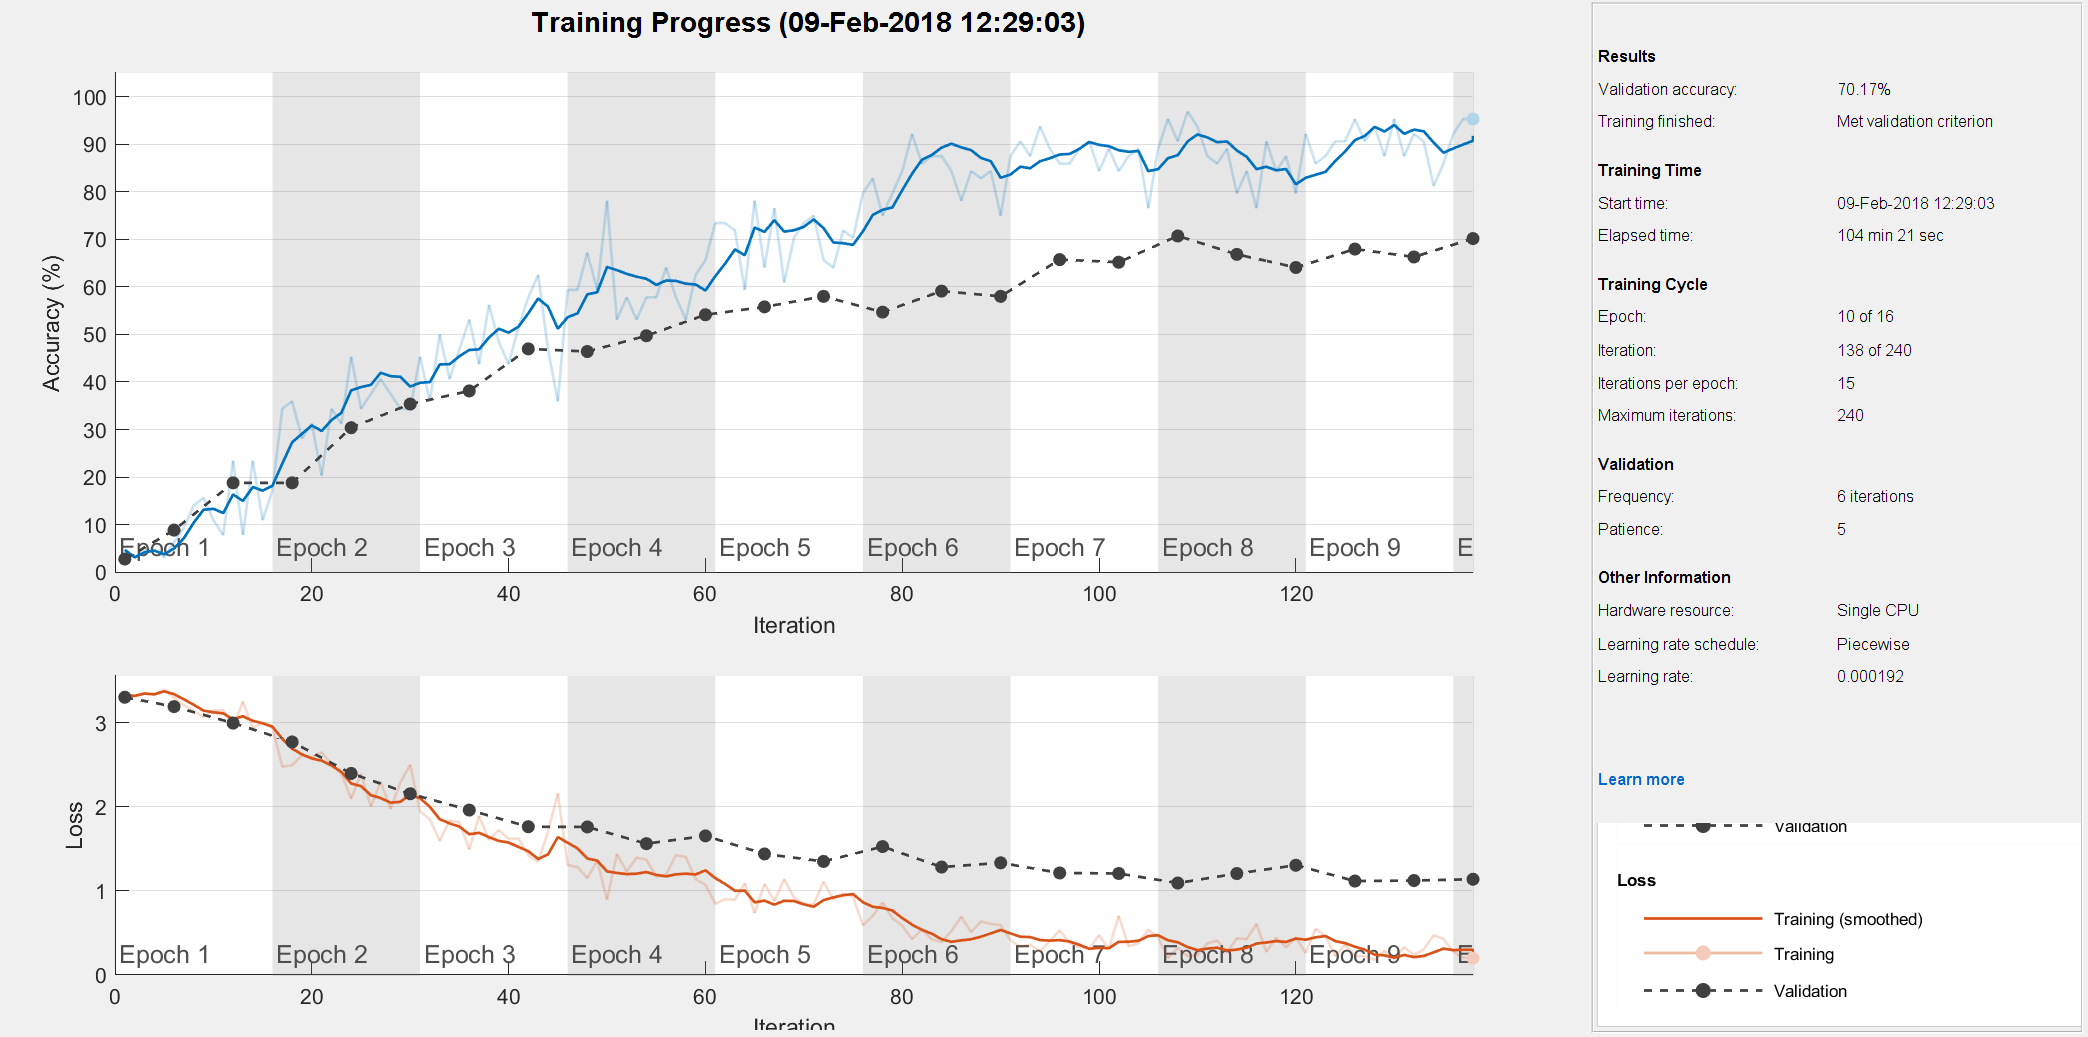 Training Progress (09-Feb-2018 12:29:03)
100
90
80
70
60
50
40
30
20
10
0
Accuracy (%)
Epoch 1 Epoch 2 Epoch 3 Epoch 4 Epoch 5 Epoch 6 Epoch 7 Epoch 8 Epoch 9 E
0 20 40 60 80 100 120
Iteration
3
2
1
0
Loss
Epoch 1 Epoch 2 Epoch 3 Epoch 4 Epoch 5 Epoch 6 Epoch 7 Epoch 8 Epoch 9 E
0 20 40 60 80 100 120
Iteration
Results
Validation accuracy: 70.17%
Training finished: Met validation criterion
Training Time
Start time: 09-Feb-2018 12:29:03
Elapsed time: 104 min 21 sec
Training Cycle
Epoch: 10 of 16
Iteration: 138 of 240
Iterations per epoch: 15
Maximum iterations: 240
Validation
Frequency: 6 iterations
Patience: 5
Other Information
Hardware resource: Single CPU
Learning rate schedule: Piecewise
Learning rate: 0.000192
Learn more
Validation
Loss
Training (smoothed)
Training
Validation